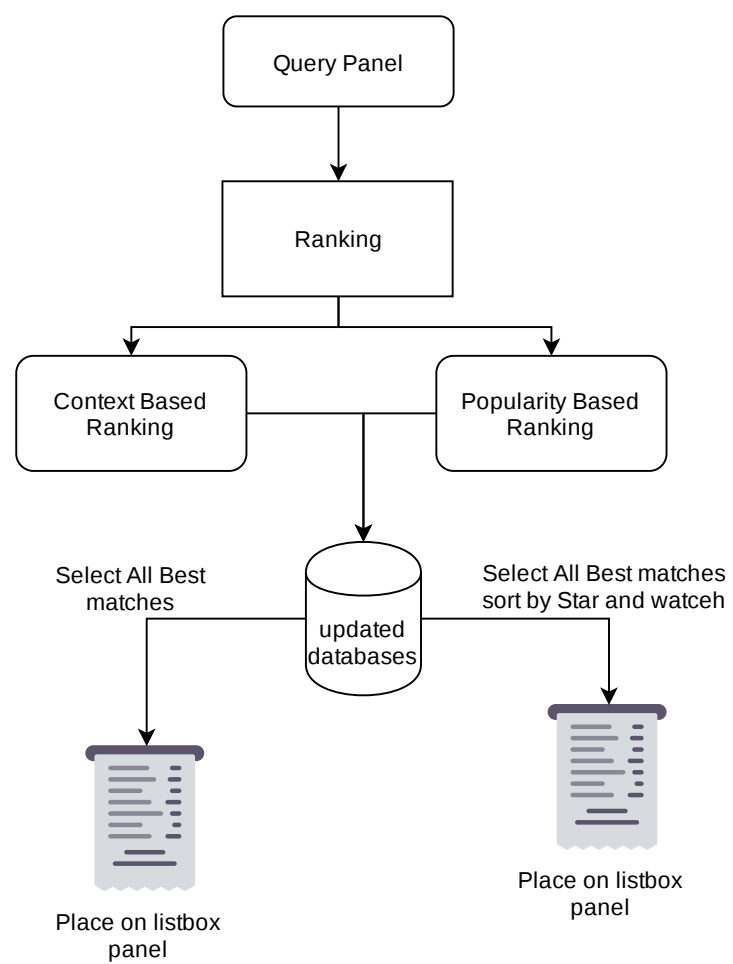 Query Panel
Ranking
Context Based
Ranking
Popularity Based
Ranking
Select All Best
matches
Select All Best matches
sort by Star and watceh
updated
databases
Place on listbox
panel
Place on listbox
panel